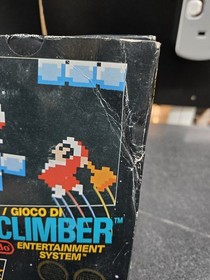 / GIOCO DI
CLIMBER™
ENTERTAINMENT
SYSTEM™